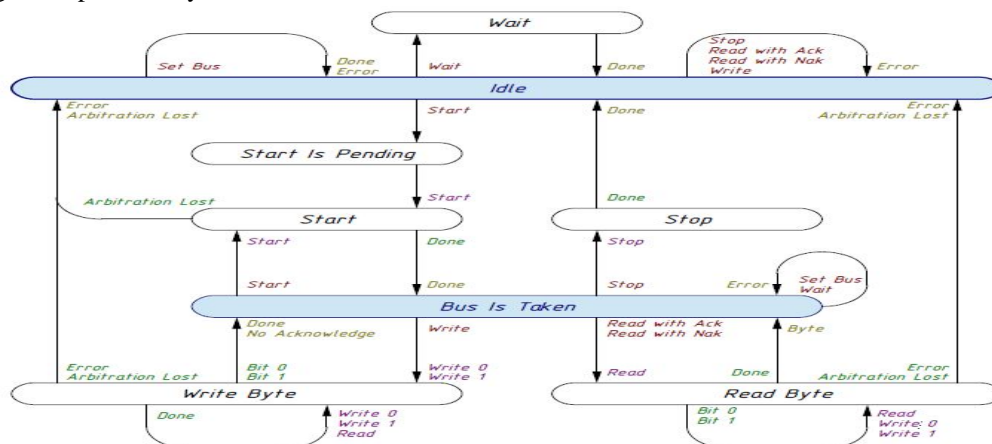 Wait
Set Bus
Done
Error
Wait
Done
Stop
Read with Ack
Read with Nak
Write
Error
Idle
Error
Arbitration Lost
Start
Done
Error
Arbitration Lost
Start Is Pending
Arbitration Lost
Start
Done
Start
Stop
Start
Done
Stop
Start
Done
Stop
Error
Set Bus
Wait
Bus Is Taken
Done
No Acknowledge
Write
Read with Ack
Read with Nak
Byte
Error
Arbitration Lost
Bit 0
Bit 1
Write 0
Write 1
Read
Done
Error
Arbitration Lost
Write Byte
Read Byte
Done
Write 0
Write 1
Read
Bit 0
Bit 1
Read
Write 0
Write 1